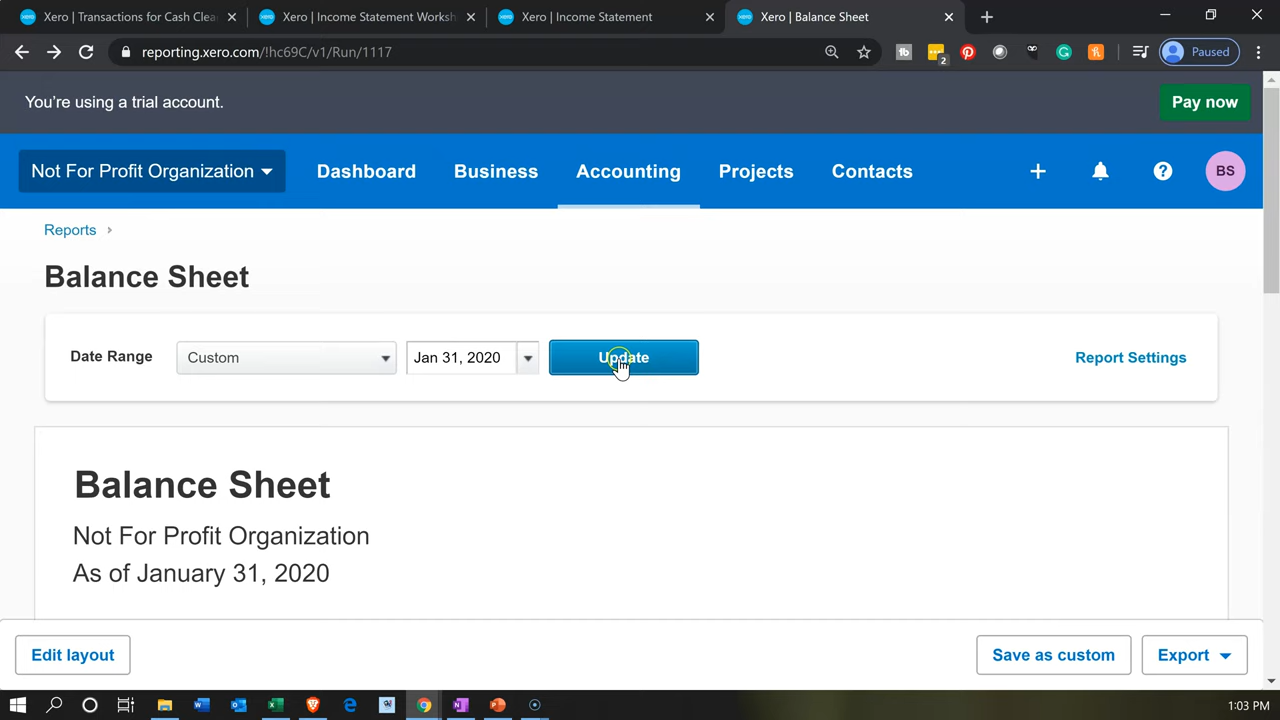 Xero | Transactions for Cash Clea
Xero | Income Statement Worksh
Xero | Income Statement
Xero | Balance Sheet
reporting.xero.com/!hc69C/v1/Run/1117
2
Paused
You're using a trial account.
Pay now
Not For Profit Organization
Dashboard
Business
Accounting
Projects
Contacts
BS
Reports
Balance Sheet
Date Range
Custom
Jan 31, 2020
Update
Report Settings
Balance Sheet
Not For Profit Organization
As of January 31, 2020
Edit layout
Save as custom
Export
1:03 PM